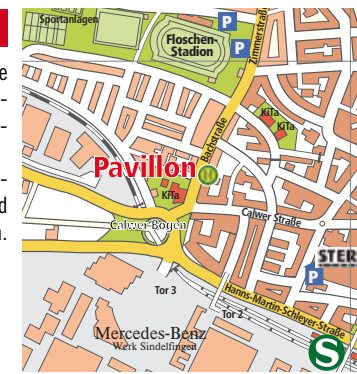 Sportanlagen
P
Floschen-
Stadion
P
Zimmerstraße
KiTa
KiTa
Bachstraße
Pavillon
H
KiTa
Calwer Straße
Calwer Bogen
STER
P
Tor 3
Hanns-Martin-Schleyer-Straße
Tor 2
Mercedes-Benz
Werk Sindelfingen
S
e
-
-
-
d
n.